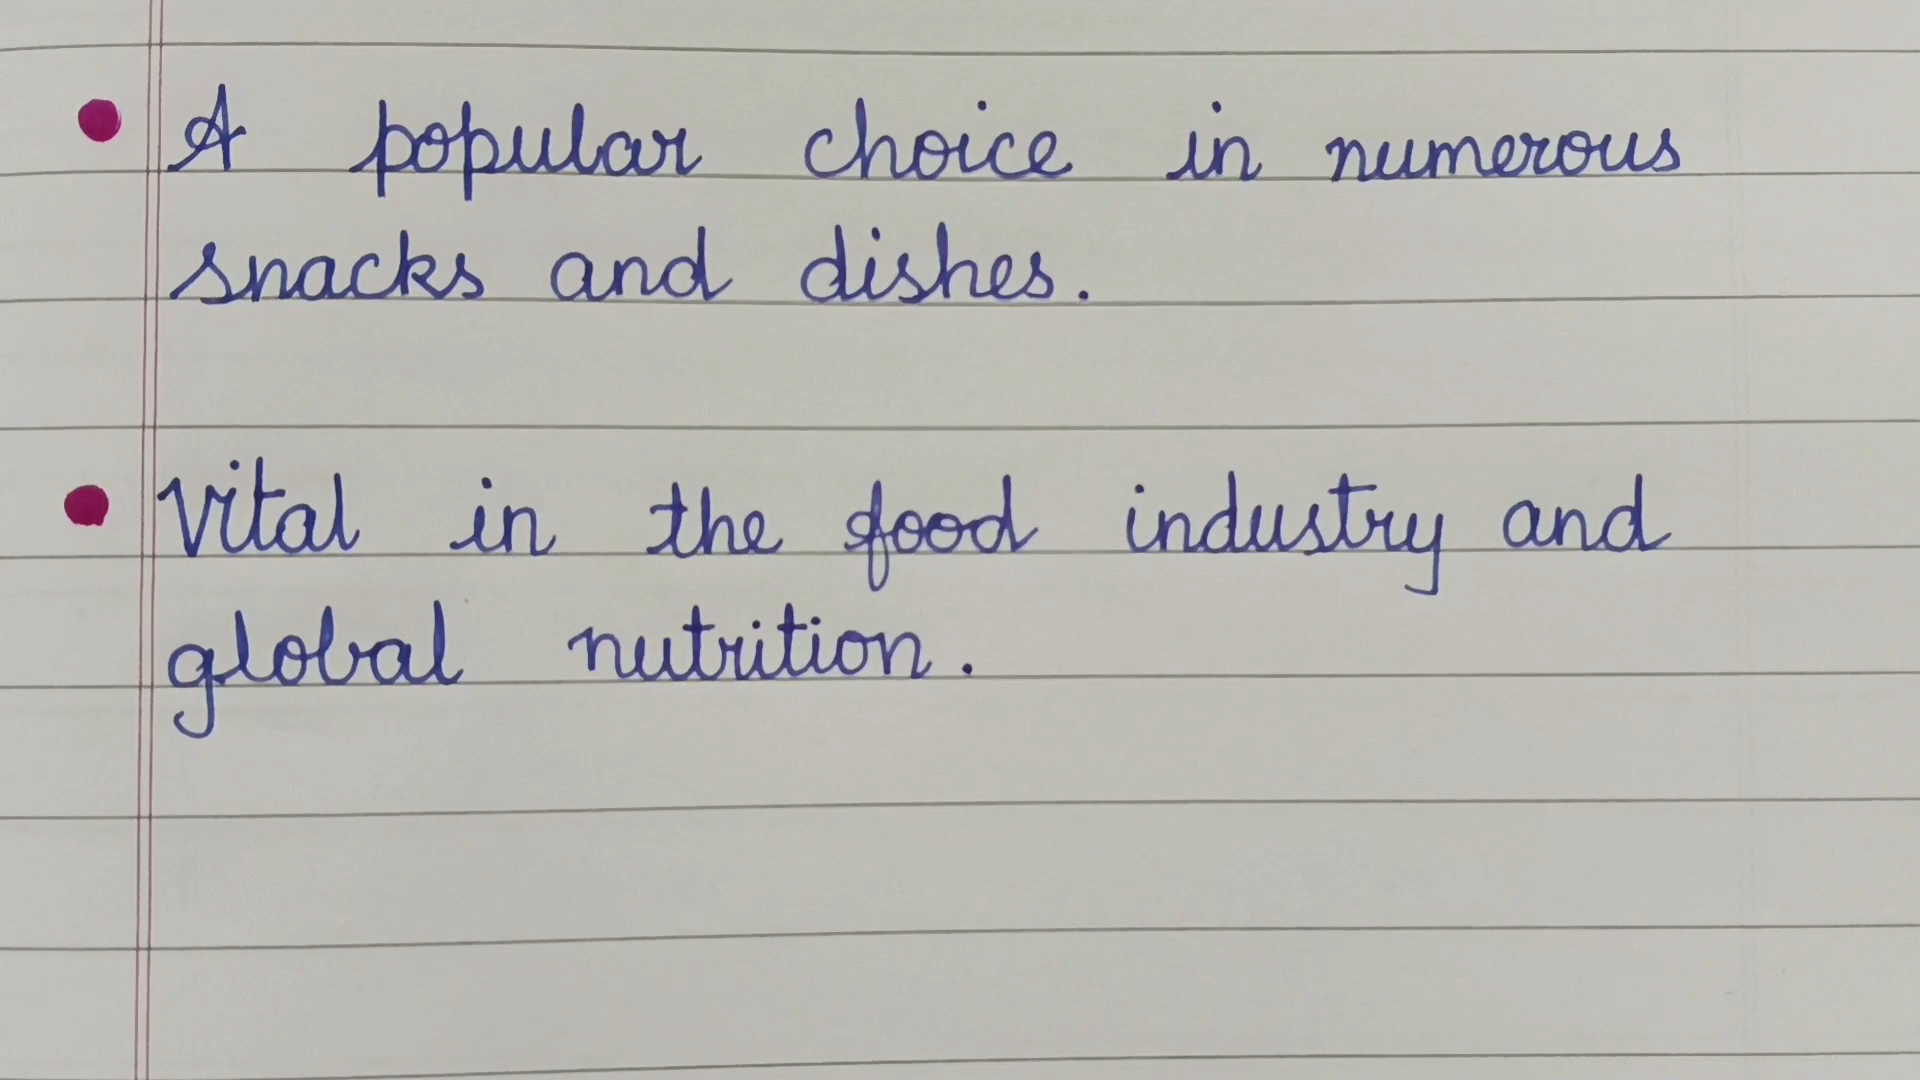 • A popular choice in numerous
snacks and dishes.
• Vital in the food industry and
global nutrition.